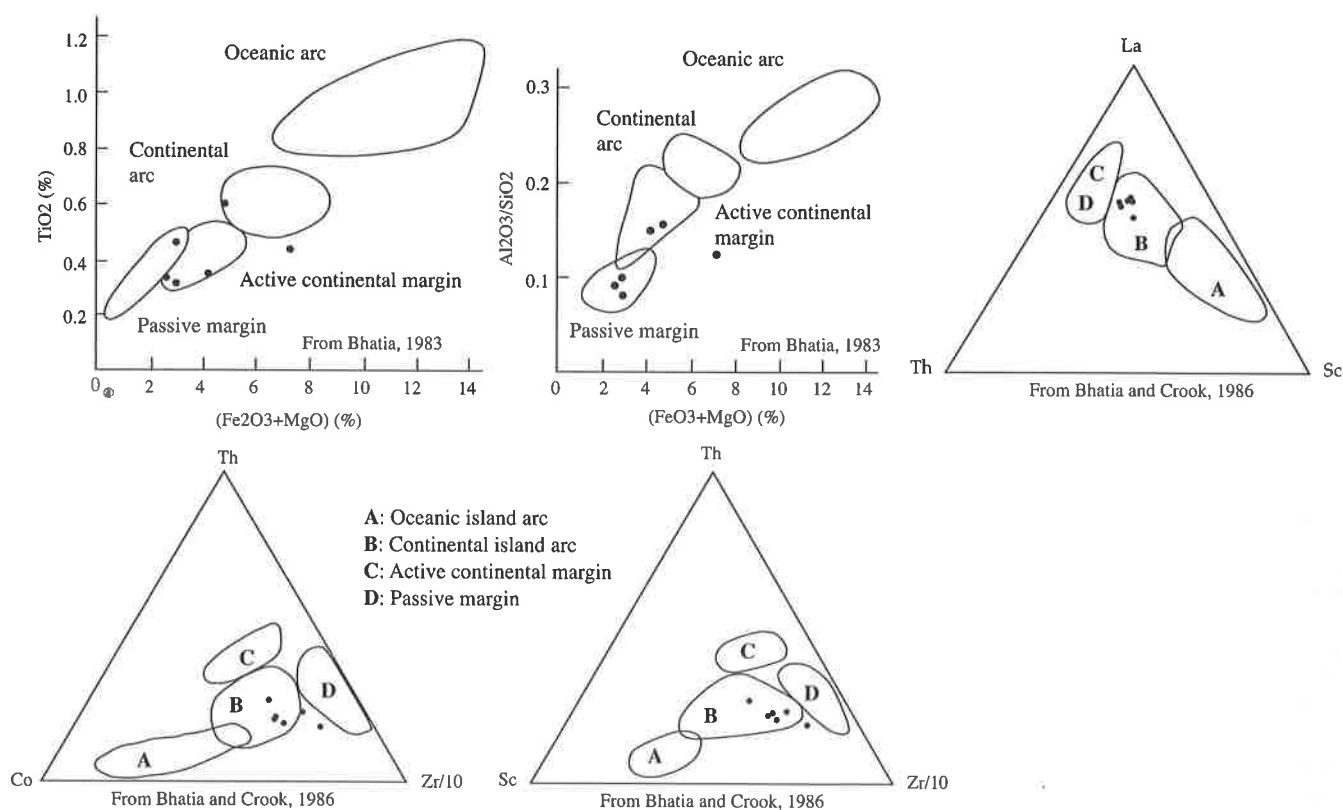 1.2
1.0
0.8
0.6
0.4
0.2
TiO2 (%)
Oceanic arc
Continental
arc
Active continental margin
Passive margin
From Bhatia, 1983
0 2 4 6 8 10 12 14
(Fe2O3+MgO) (%)
0.3
0.2
0.1
Al2O3/SiO2
Oceanic arc
Continental
arc
Active continental
margin
Passive margin
From Bhatia, 1983
0 2 4 6 8 10 12 14
(FeO3+MgO) (%)
La
C
D
B
A
Th
Sc
From Bhatia and Crook, 1986
Th
C
B
D
A
Co
Zr/10
From Bhatia and Crook, 1986
A: Oceanic island arc
B: Continental island arc
C: Active continental margin
D: Passive margin
Th
C
D
B
A
Sc
Zr/10
From Bhatia and Crook, 1986